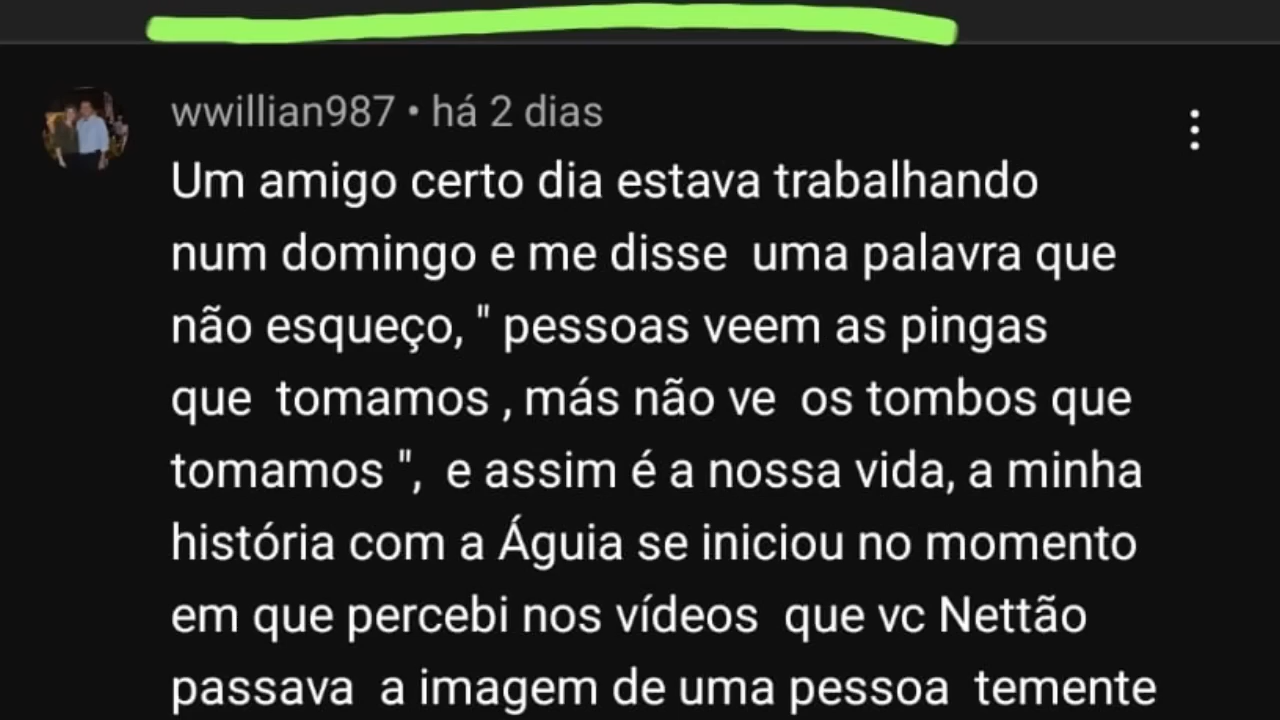 wwillian987 • há 2 dias
Um amigo certo dia estava trabalhando
num domingo e me disse  uma palavra que
não esqueço, " pessoas veem as pingas
que  tomamos , más não ve  os tombos que
tomamos ",  e assim é a nossa vida, a minha
história com a Águia se iniciou no momento
em que percebi nos vídeos  que vc Nettão
passava  a imagem de uma pessoa  temente